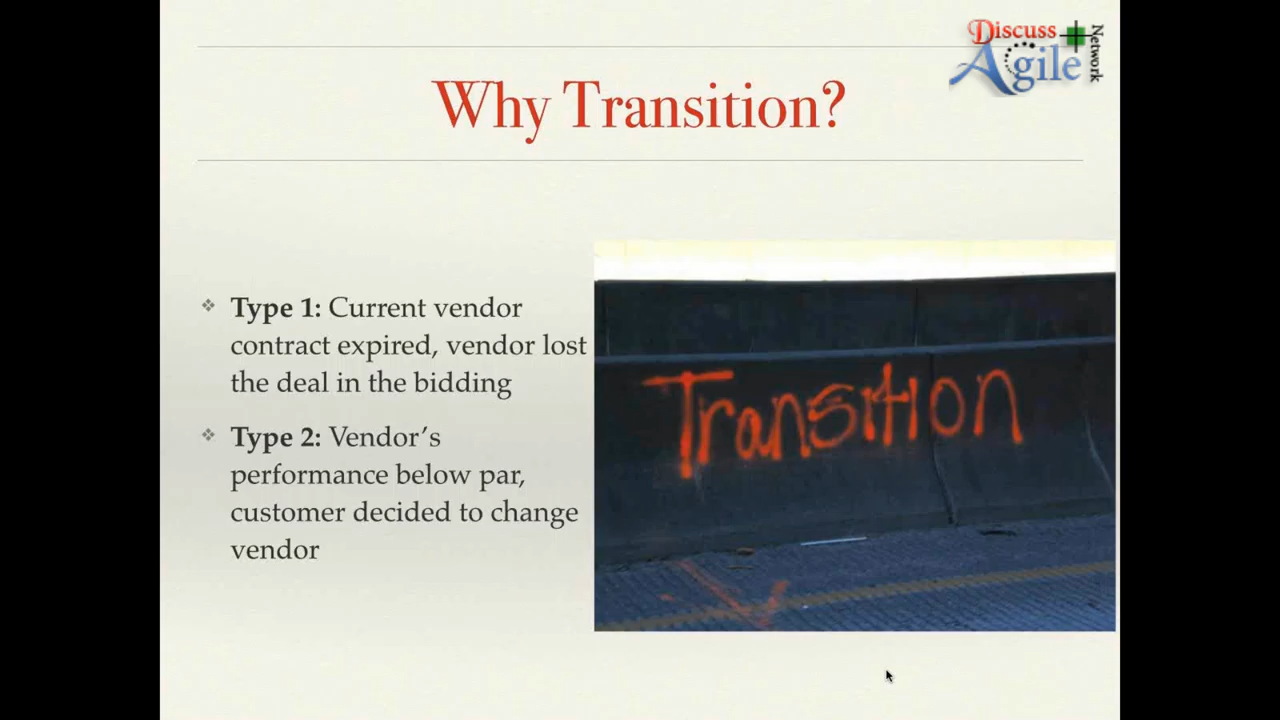 Discuss
Agile
Network
Why Transition?
Type 1: Current vendor
contract expired, vendor lost
the deal in the bidding
Type 2: Vendor’s
performance below par,
customer decided to change
vendor
Transition